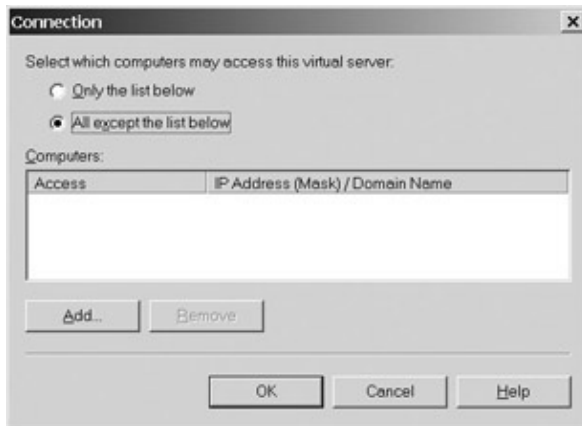 Connection
Select which computers may access this virtual server:
Only the list below
All except the list below
Computers:
Access IP Address (Mask) / Domain Name
Add... Remove
OK Cancel Help